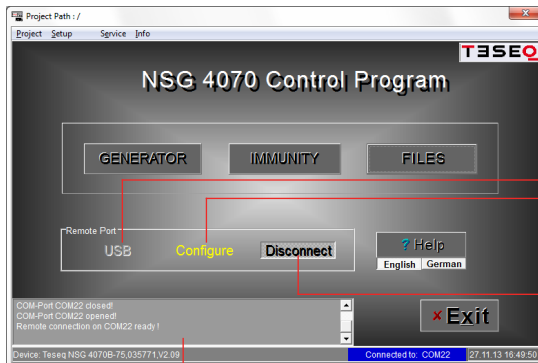 Project Path : /
Project Setup Service Info
TESEQ
NSG 4070 Control Program
GENERATOR IMMUNITY FILES
Remote Port
USB Configure Disconnect
? Help
English German
COM-Port COM22 closed!
COM-Port COM22 opened!
Remote connection on COM22 ready !
× Exit
Device: Teseq NSG 4070B-75,035771,V2.09 Connected to: COM22 27.11.13 16:49:50